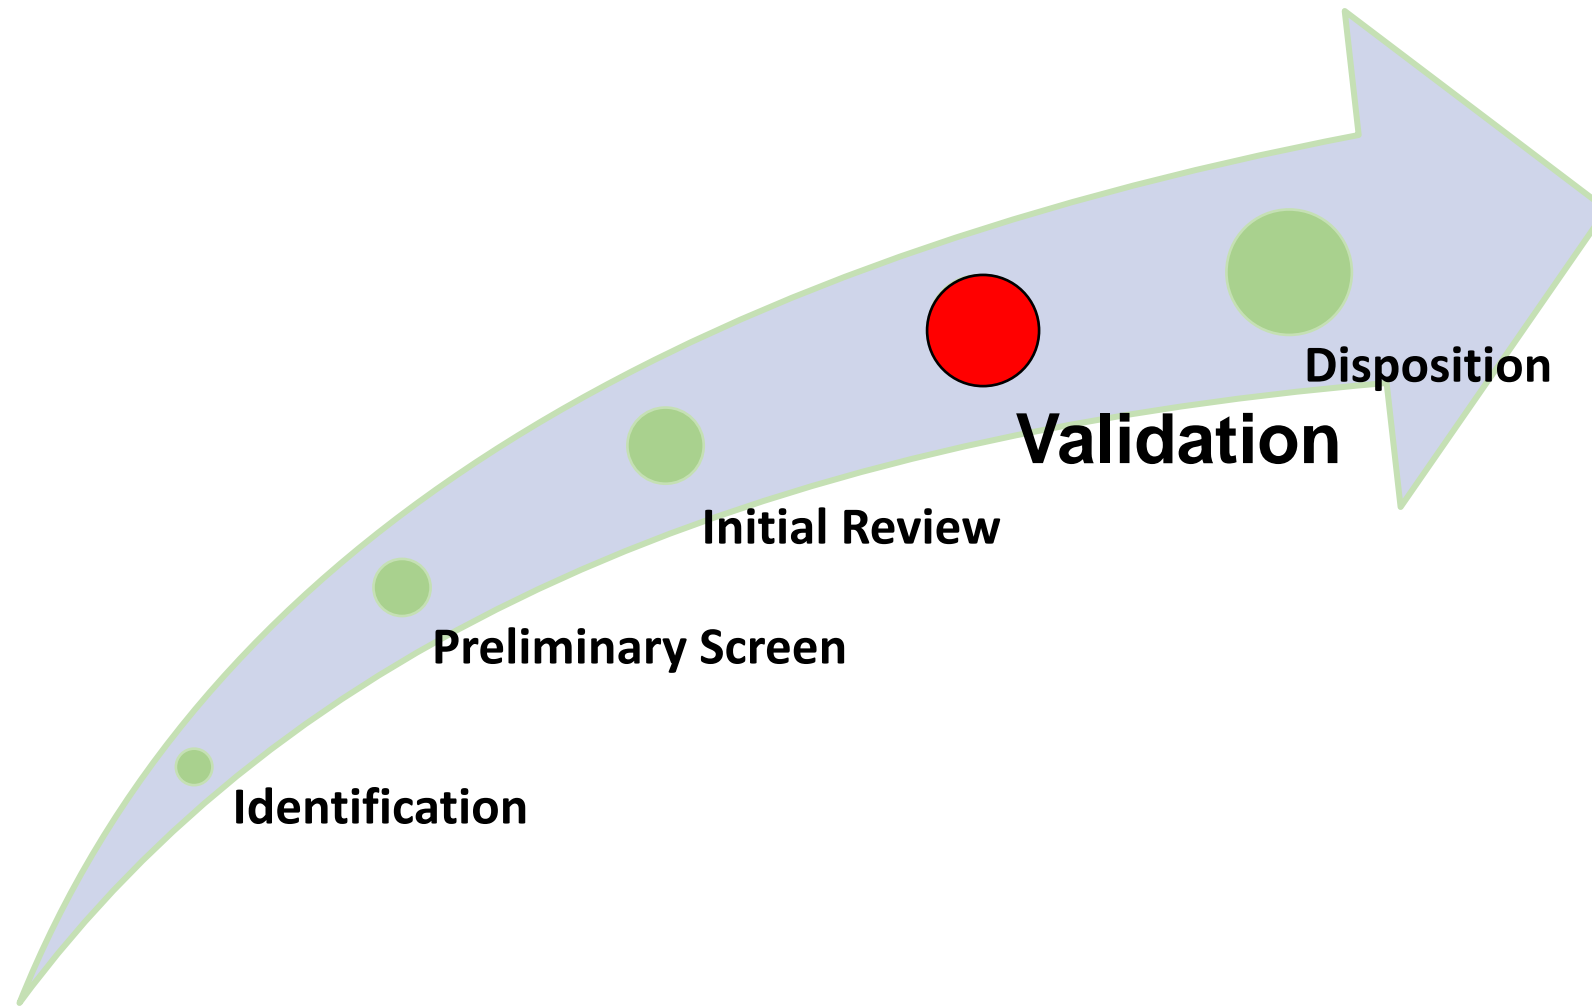 Disposition
Validation
Initial Review
Preliminary Screen
Identification